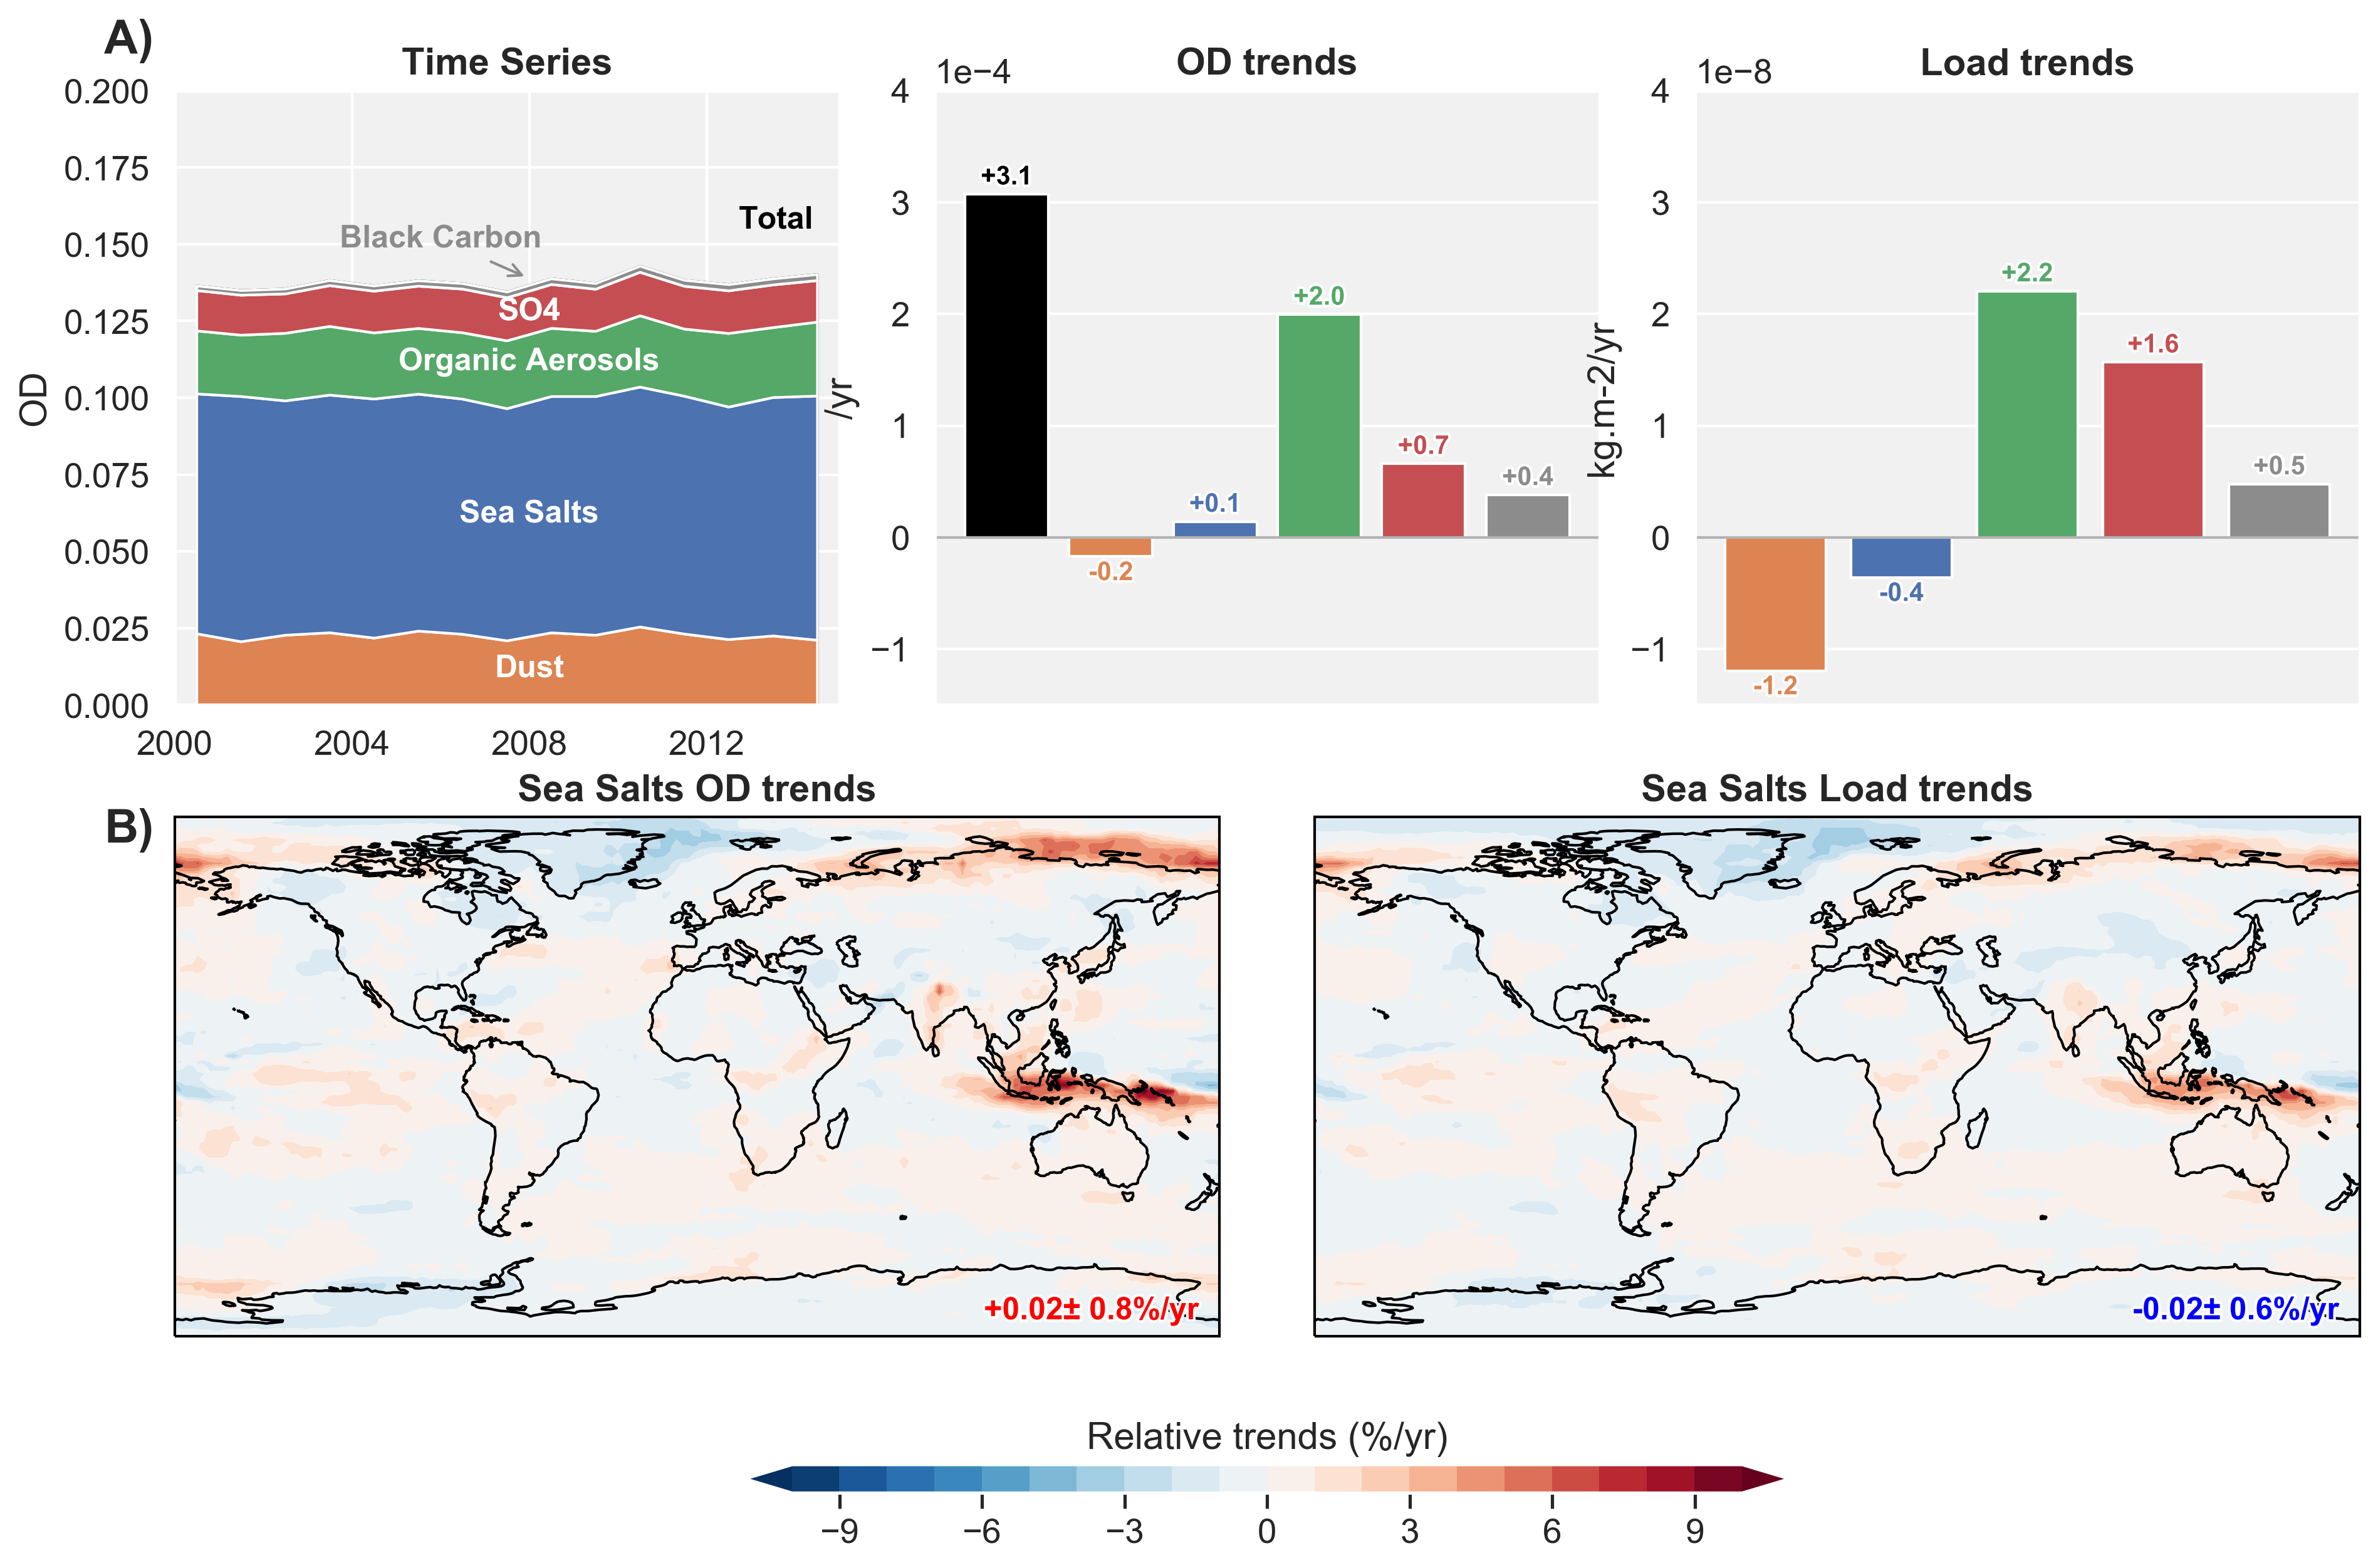 A)
Time Series
OD trends
Load trends
1e−4
1e−8
0.200
0.175
0.150
0.125
0.100
0.075
0.050
0.025
0.000
OD
2000
2004
2008
2012
Total
Black Carbon
SO4
Organic Aerosols
Sea Salts
Dust
4
3
2
1
0
−1
/yr
+3.1
-0.2
+0.1
+2.0
+0.7
+0.4
4
3
2
1
0
−1
kg.m-2/yr
-1.2
-0.4
+2.2
+1.6
+0.5
B)
Sea Salts OD trends
Sea Salts Load trends
+0.02± 0.8%/yr
-0.02± 0.6%/yr
Relative trends (%/yr)
−9
−6
−3
0
3
6
9